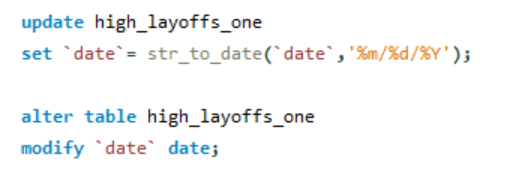 update high_layoffs_one
set `date`= str_to_date(`date`,'%m/%d/%Y');
alter table high_layoffs_one
modify `date` date;